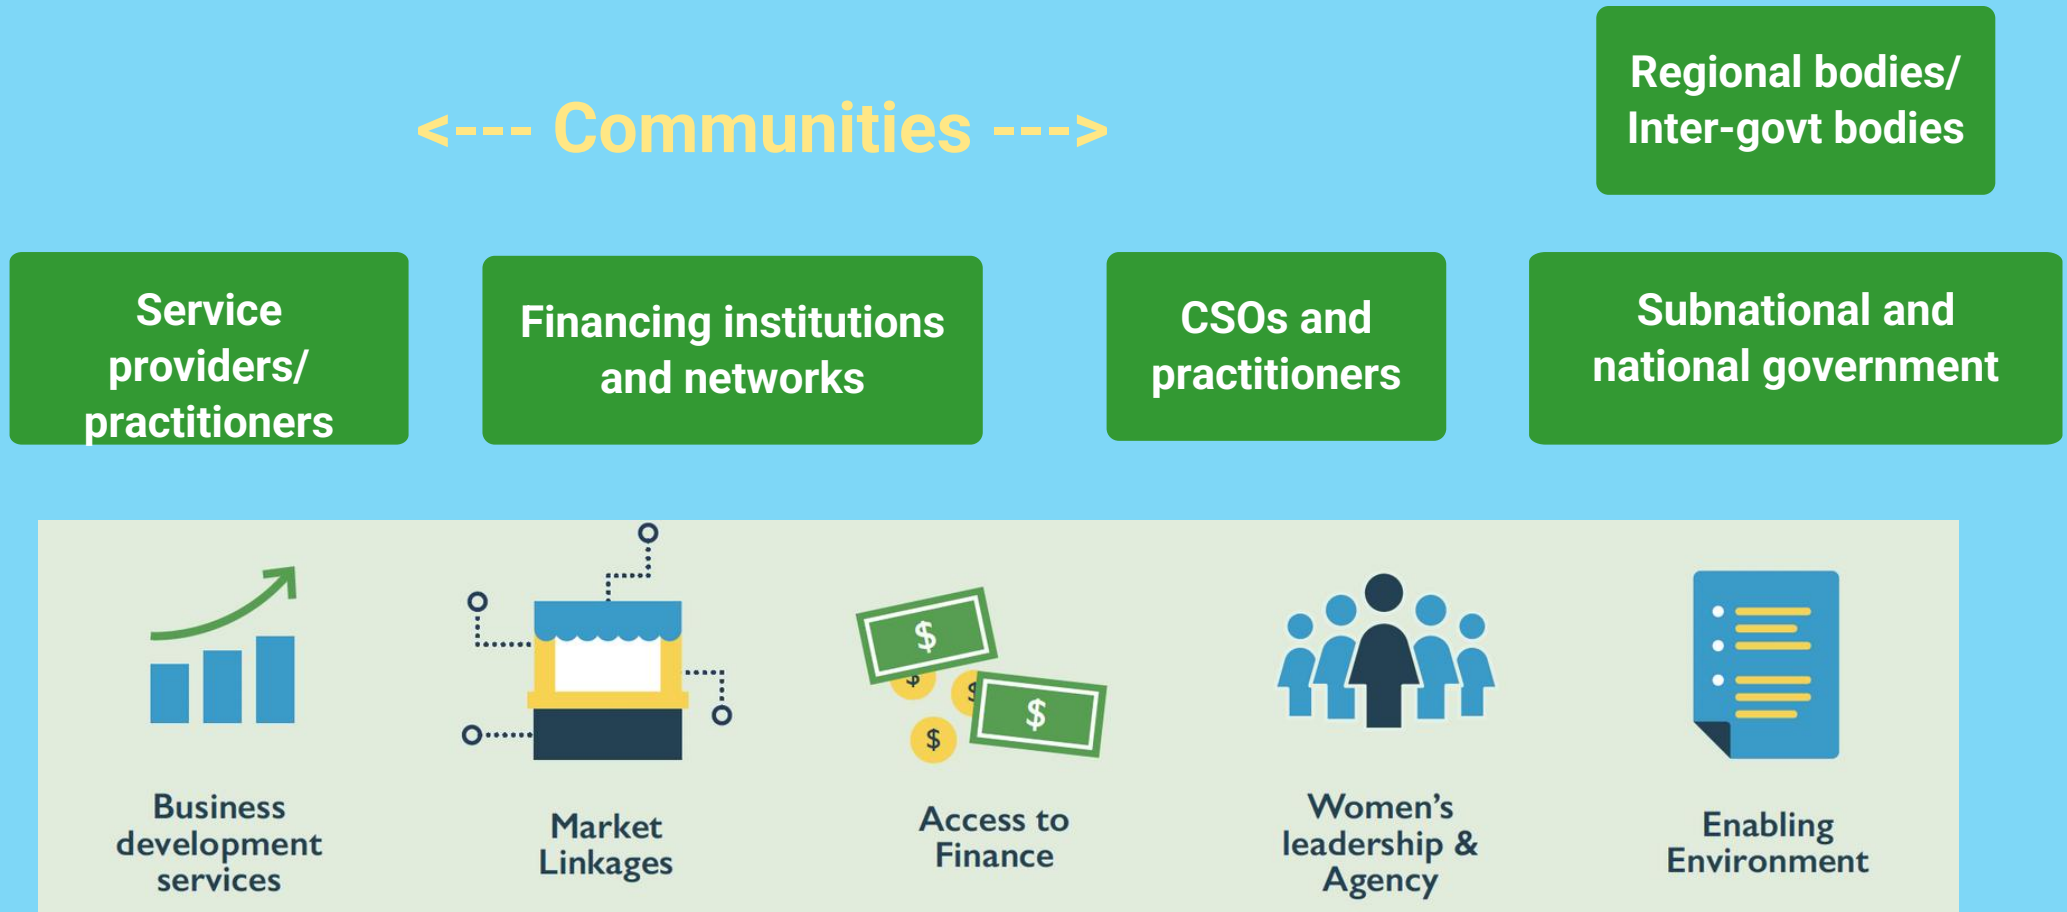 Regional bodies/
Inter-govt bodies
<--- Communities --->
Service
providers/
practitioners
Financing institutions
and networks
CSOs and
practitioners
Subnational and
national government
$
$
$
$
$
Business
development
services
Market
Linkages
Access to
Finance
Women's
leadership &
Agency
Enabling
Environment